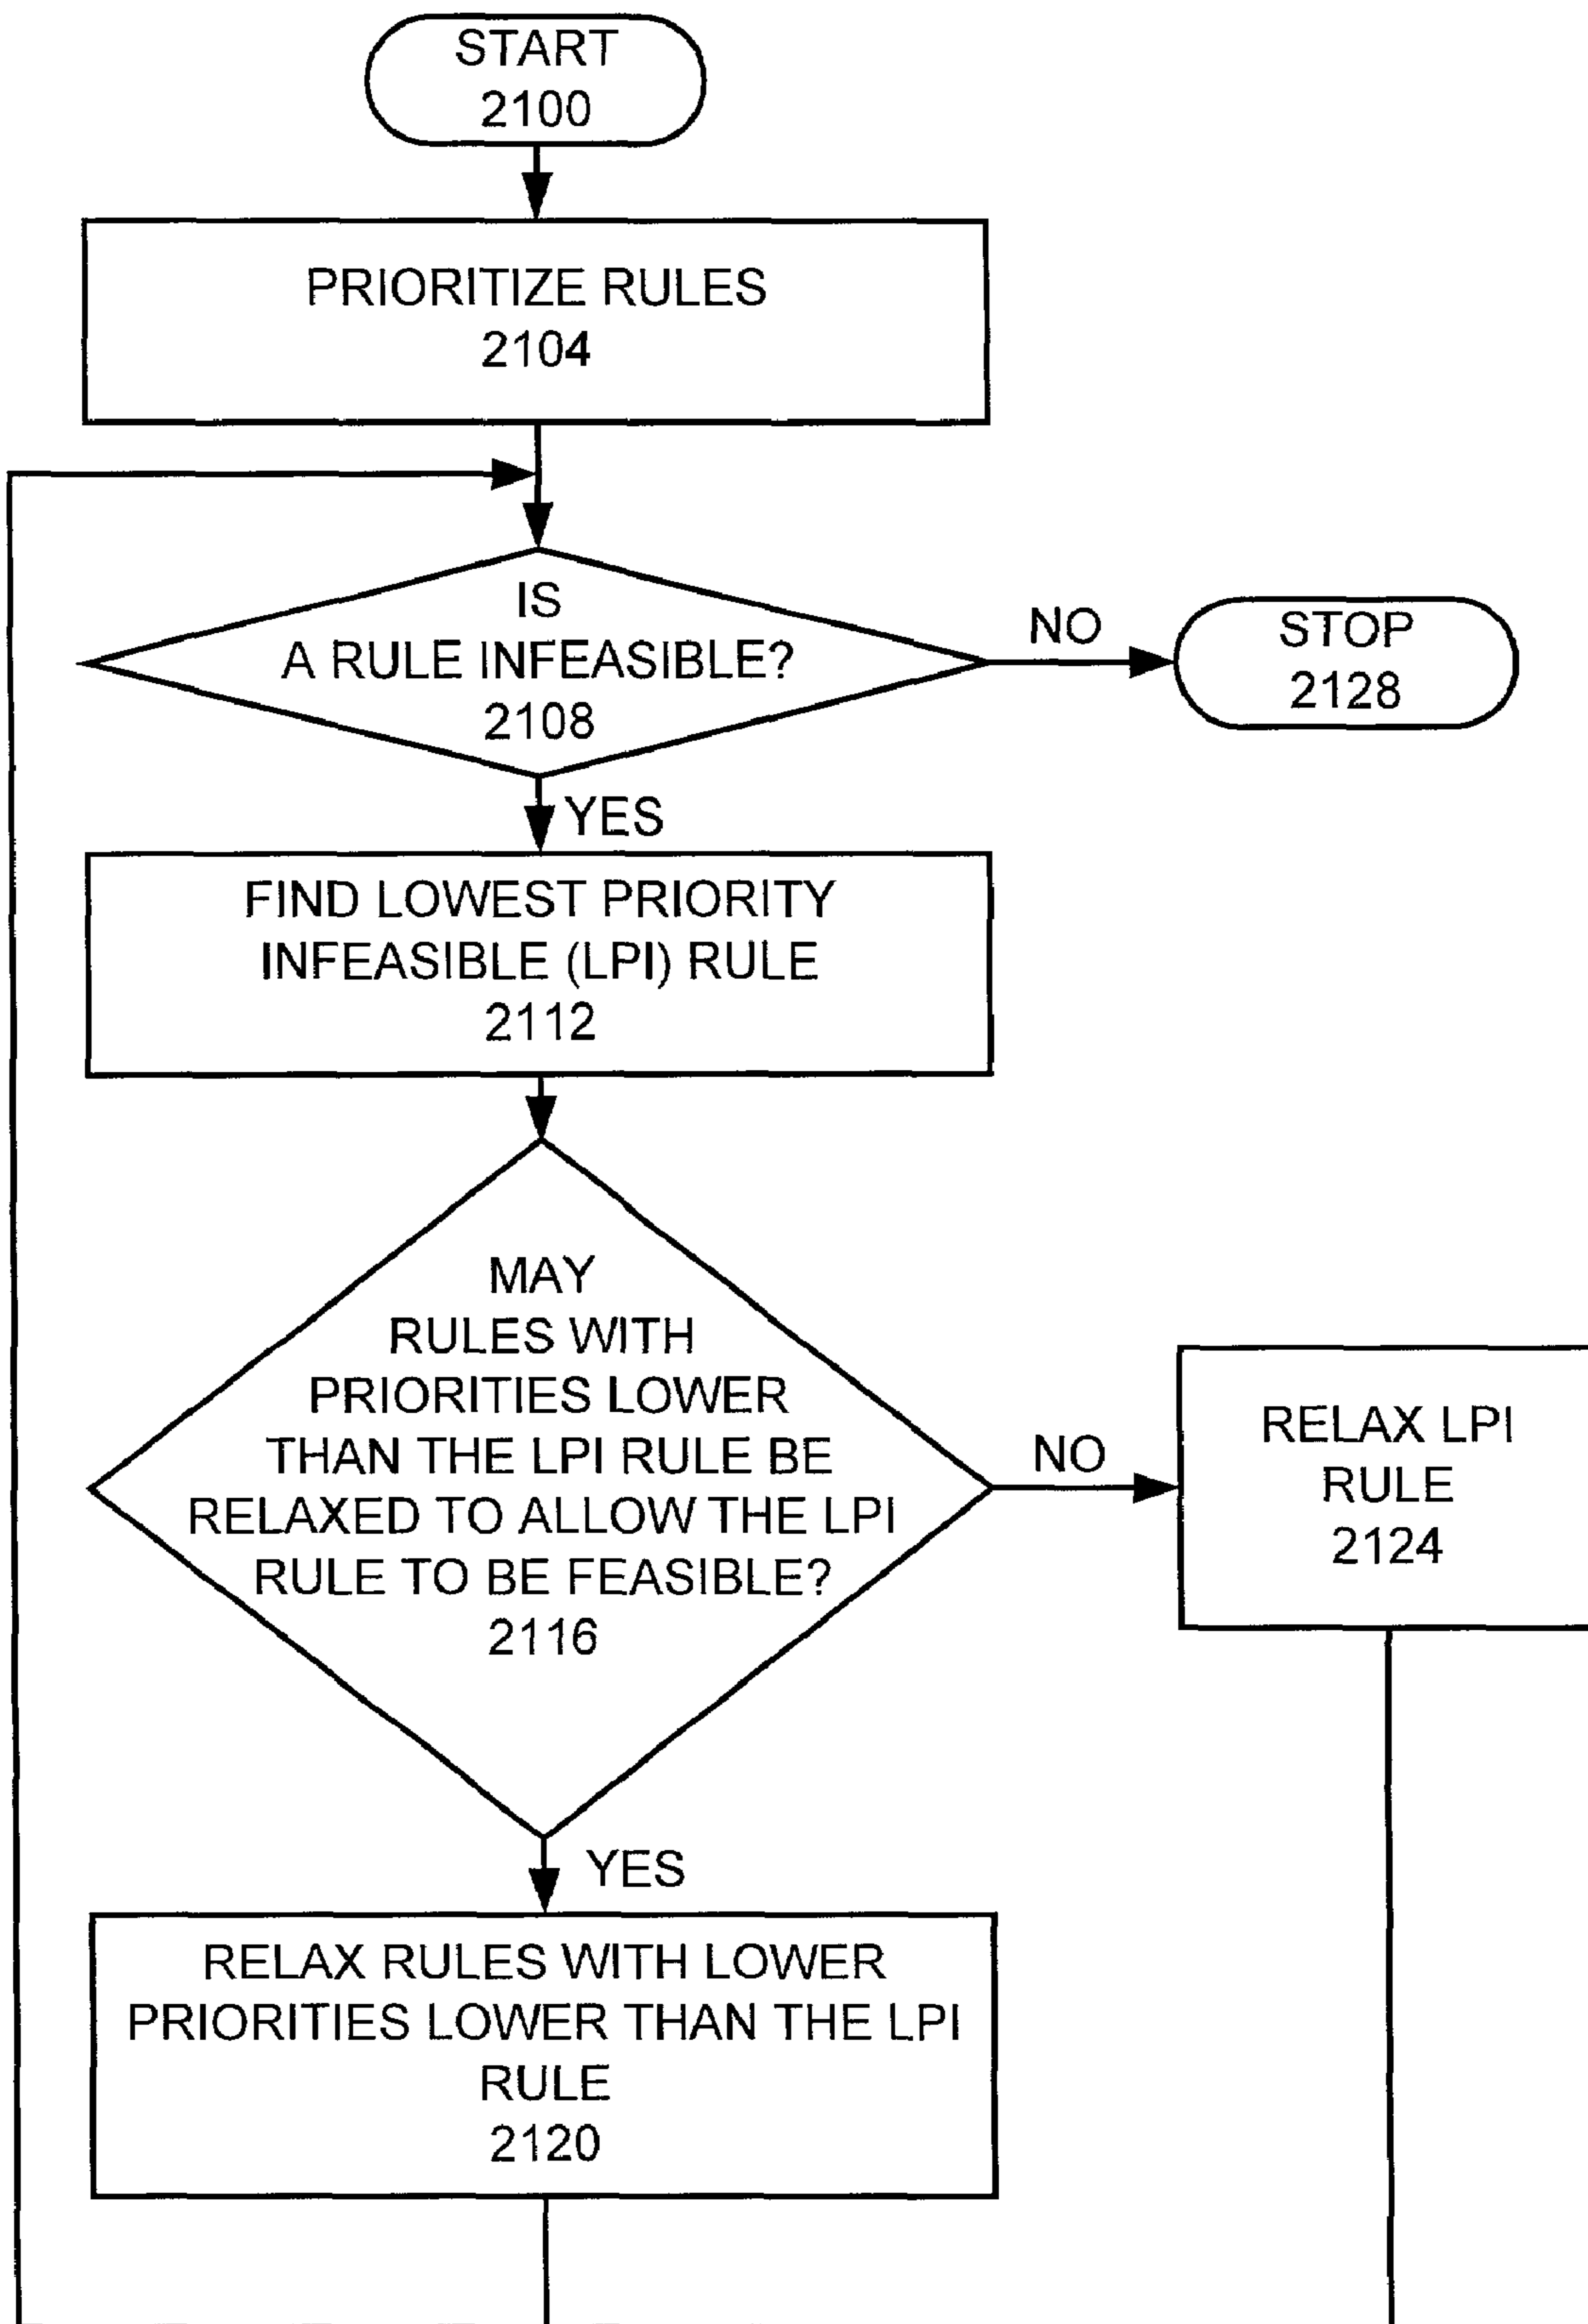 START
2100
PRIORITIZE RULES
2104
IS
A RULE INFEASIBLE?
2108
NO
STOP
2128
YES
FIND LOWEST PRIORITY
INFEASIBLE (LPI) RULE
2112
MAY
RULES WITH
PRIORITIES LOWER
THAN THE LPI RULE BE
RELAXED TO ALLOW THE LPI
RULE TO BE FEASIBLE?
2116
NO
RELAX LPI
RULE
2124
YES
RELAX RULES WITH LOWER
PRIORITIES LOWER THAN THE LPI
RULE
2120